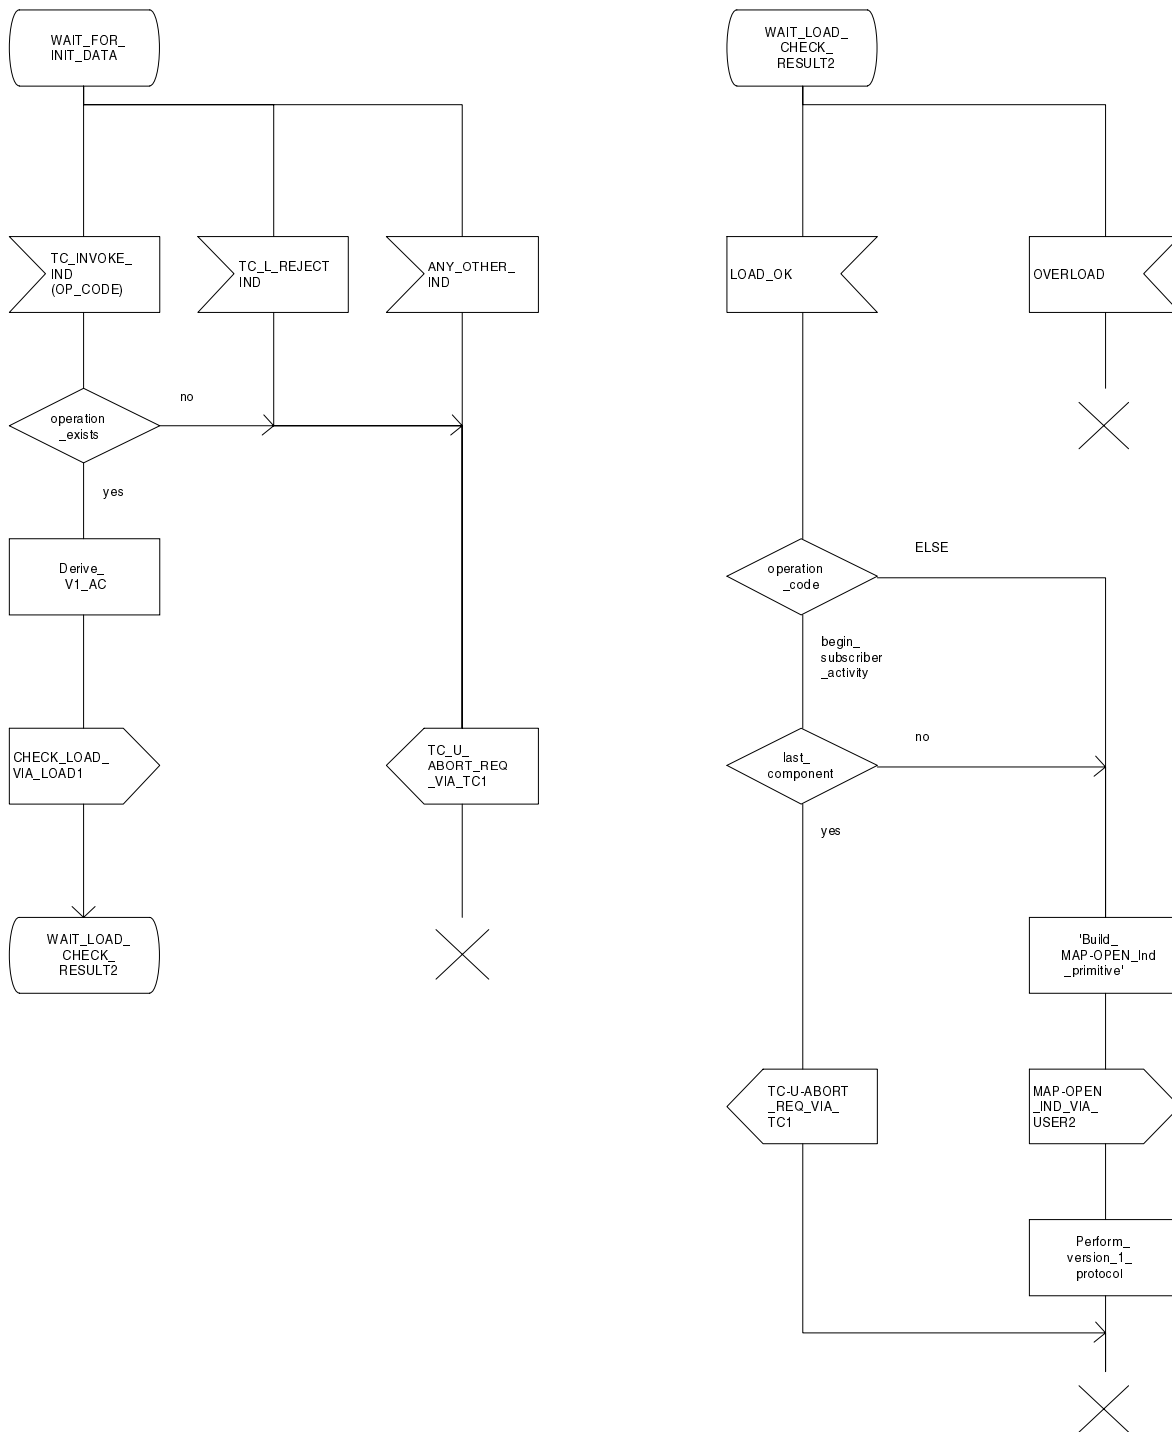 WAIT_FOR_
INIT_DATA
TC_INVOKE_
IND
(OP_CODE)
TC_L_REJECT
IND
ANY_OTHER_
IND
operation
_exists
no
yes
Derive_
V1_AC
CHECK_LOAD_
VIA_LOAD1
TC_U_
ABORT_REQ
_VIA_TC1
WAIT_LOAD_
CHECK_
RESULT2
WAIT_LOAD_
CHECK_
RESULT2
LOAD_OK
OVERLOAD
operation
_code
ELSE
begin_
subscriber
_activity
last_
component
no
yes
'Build_
MAP-OPEN_Ind
_primitive'
TC-U-ABORT
_REQ_VIA_
TC1
MAP-OPEN
_IND_VIA_
USER2
Perform_
version_1_
protocol